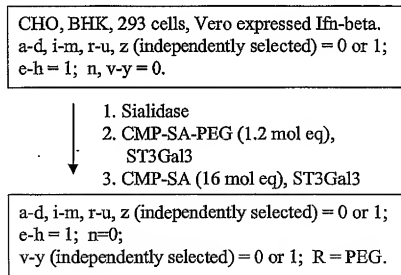 CHO, BHK, 293 cells, Vero expressed Ifn-beta.
a-d, i-m, r-u, z (independently selected) = 0 or 1;
e-h = 1; n, v-y = 0.
1. Sialidase
2. CMP-SA-PEG (1.2 mol eq),
ST3Gal3
3. CMP-SA (16 mol eq), ST3Gal3
a-d, i-m, r-u, z (independently selected) = 0 or 1;
e-h = 1; n=0;
v-y (independently selected) = 0 or 1; R = PEG.